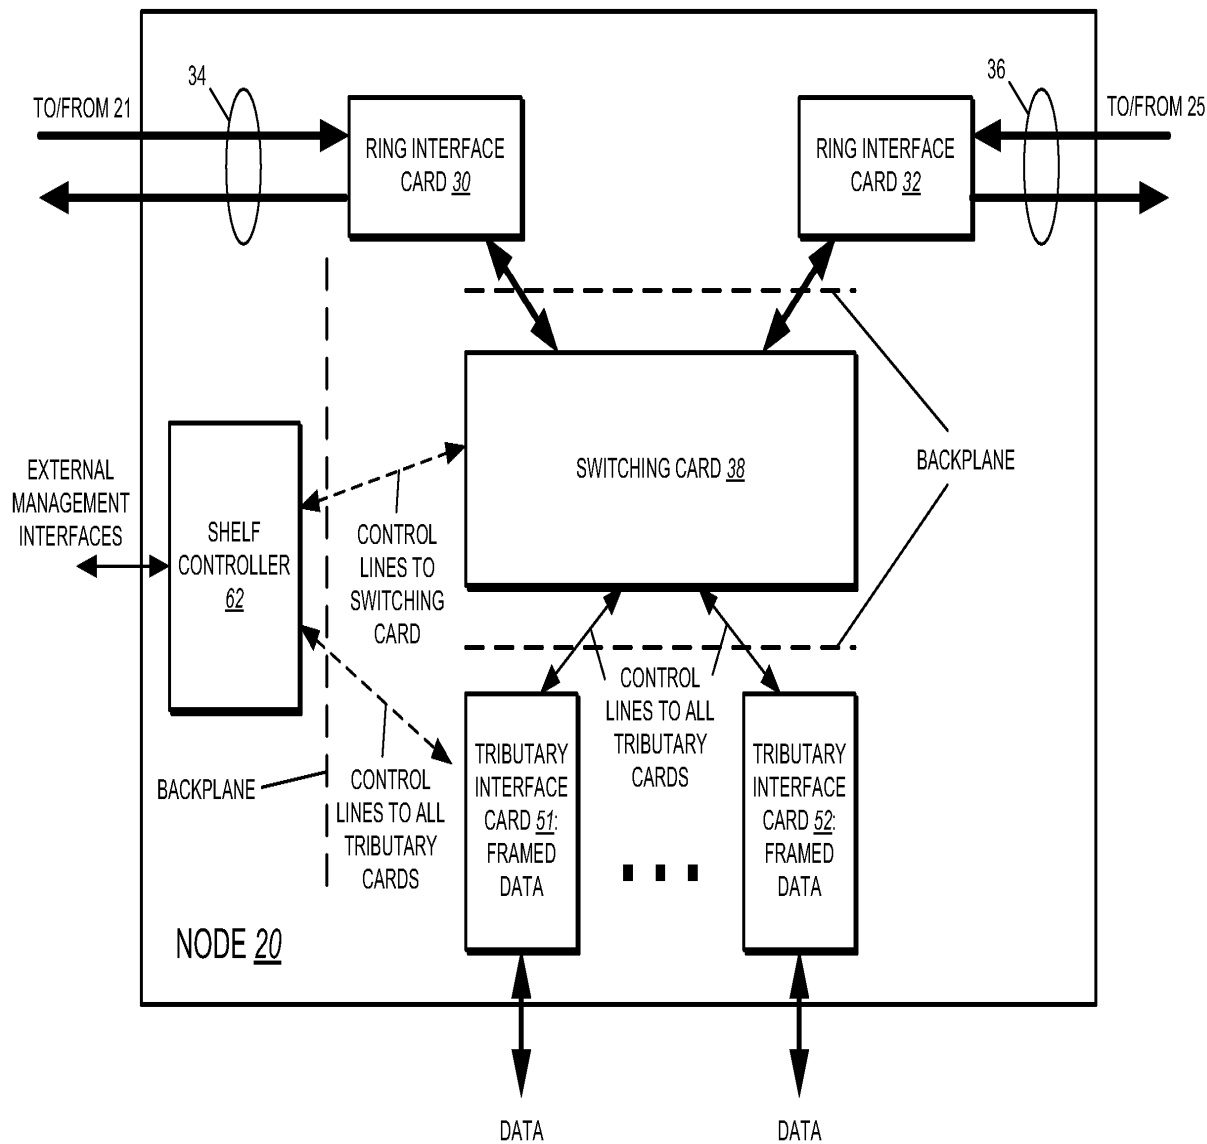 34
36
TO/FROM 21
TO/FROM 25
RING INTERFACE
CARD 30
RING INTERFACE
CARD 32
BACKPLANE
SWITCHING CARD 38
EXTERNAL
MANAGEMENT
INTERFACES
SHELF
CONTROLLER
62
CONTROL
LINES TO
SWITCHING
CARD
CONTROL
LINES TO ALL
TRIBUTARY
CARDS
BACKPLANE
CONTROL
LINES TO ALL
TRIBUTARY
CARDS
TRIBUTARY
INTERFACE
CARD 51:
FRAMED
DATA
TRIBUTARY
INTERFACE
CARD 52:
FRAMED
DATA
NODE 20
DATA
DATA